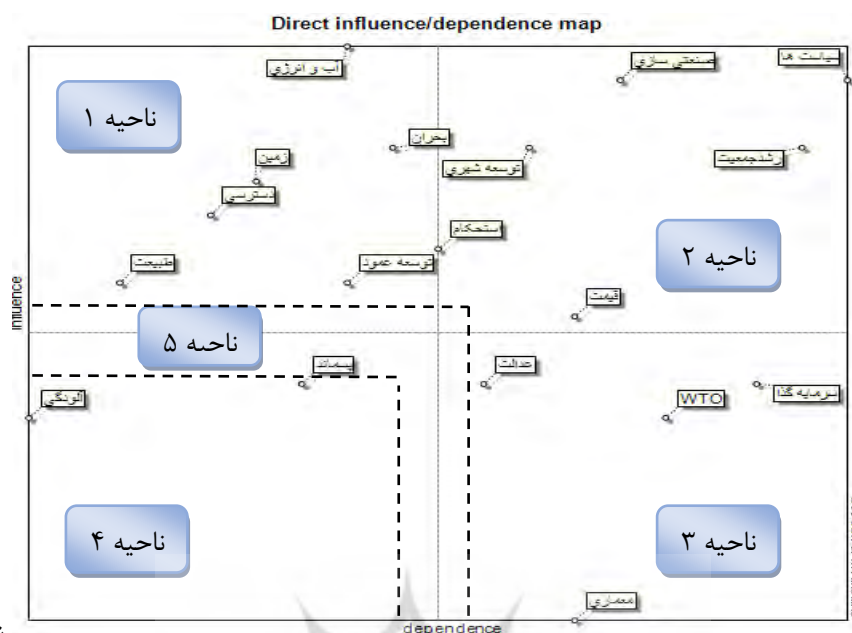 Direct influence/dependence map
سیاست ها
صنعتی سازی
آب و انرژی
ناحیه ۱
بحران
رشدجمعیت
توسعه شهری
زمین
دسترسی
استحکام
ناحیه ۲
طبیعت
توسعه عمود
قیمت
influence
ناحیه ۵
پسماند
عدالت
آلودگی
WTO
سرمایه گذا
ناحیه ۴
ناحیه ۳
معماری
dependence